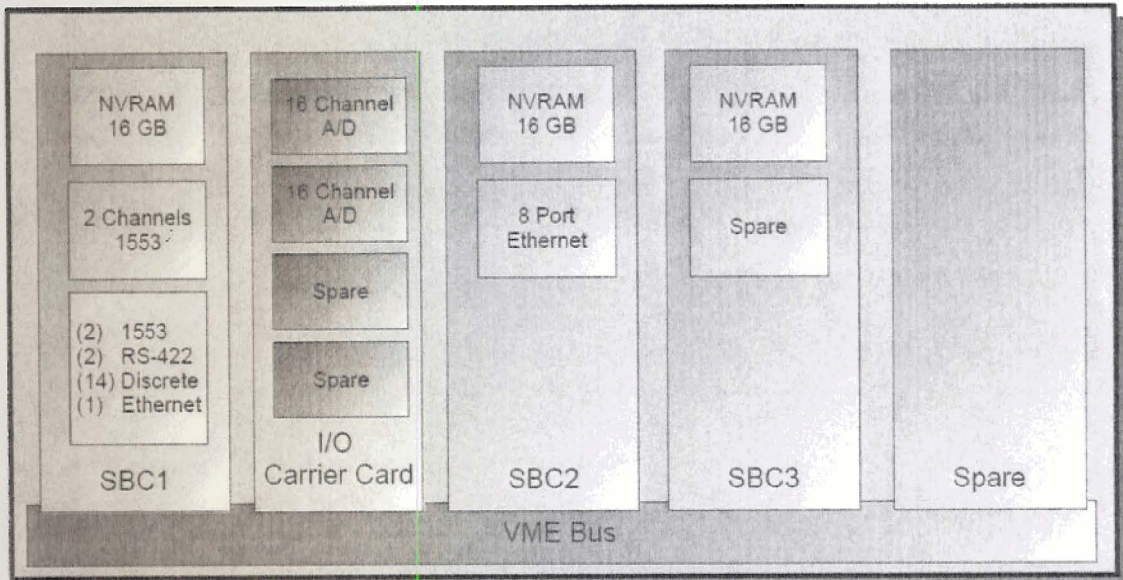 NVRAM
16 GB
2 Channels
1553
(2) 1553
(2) RS-422
(14) Discrete
(1) Ethernet
SBC1
16 Channel
A/D
16 Channel
A/D
Spare
Spare
I/O
Carrier Card
NVRAM
16 GB
8 Port
Ethernet
SBC2
NVRAM
16 GB
Spare
SBC3
Spare
VME Bus